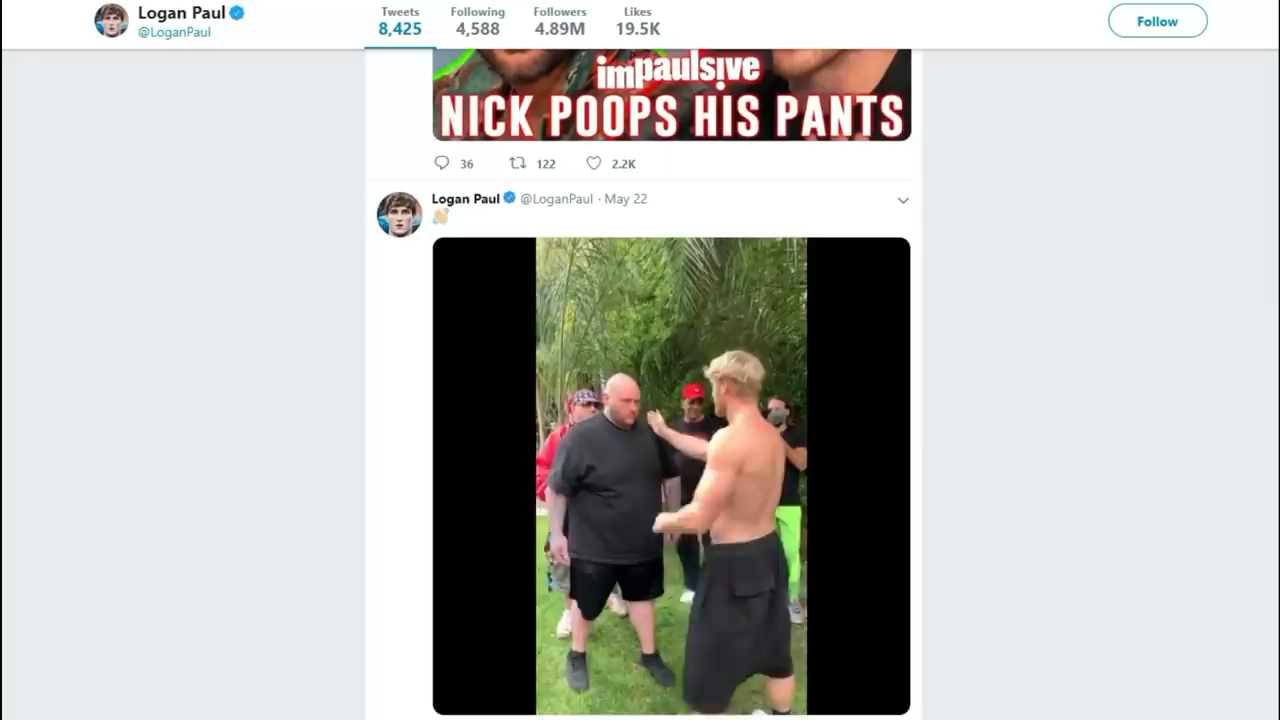 Logan Paul
@LoganPaul
Tweets
8,425
Following
4,588
Followers
4.89M
Likes
19.5K
Follow
impaulsive
NICK POOPS HIS PANTS
36
122
2.2K
Logan Paul @LoganPaul · May 22